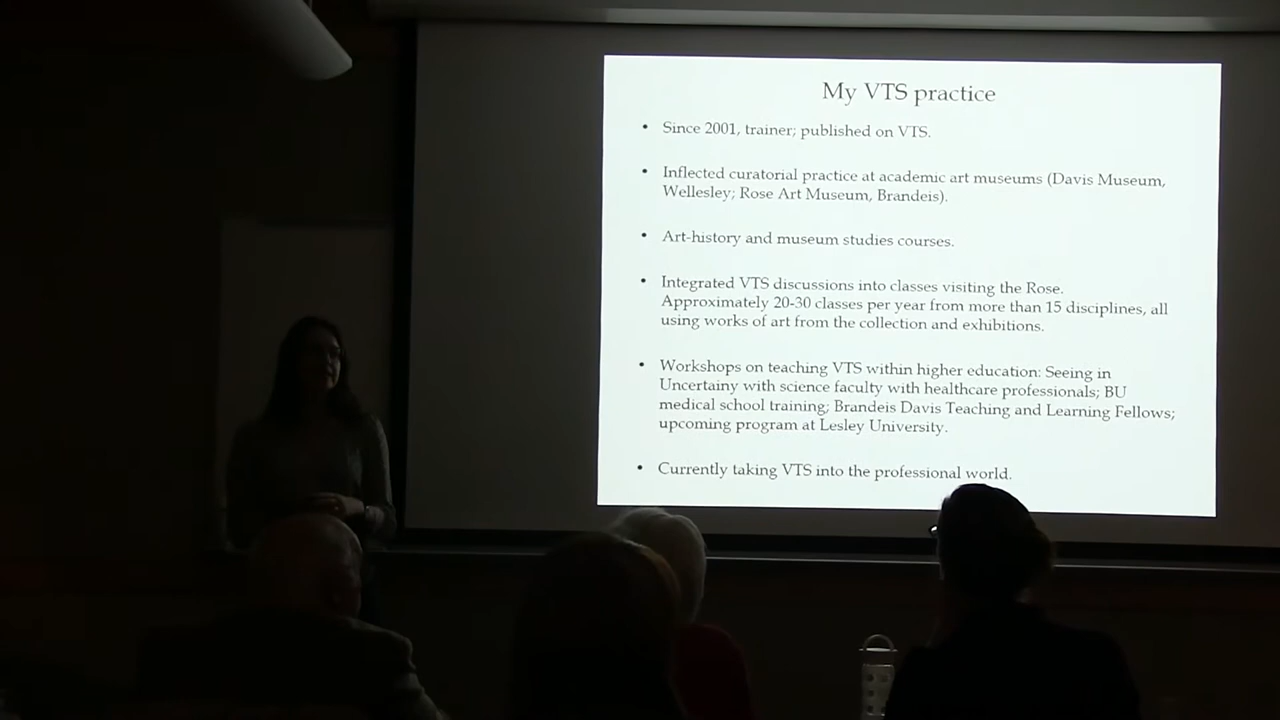 My VTS practice
• Since 2001, trainer; published on VTS.
• Inflected curatorial practice at academic art museums (Davis Museum,
Wellesley; Rose Art Museum, Brandeis).
• Art-history and museum studies courses.
• Integrated VTS discussions into classes visiting the Rose.
Approximately 20-30 classes per year from more than 15 disciplines, all
using works of art from the collection and exhibitions.
• Workshops on teaching VTS within higher education: Seeing in
Uncertainy with science faculty with healthcare professionals; BU
medical school training; Brandeis Davis Teaching and Learning Fellows;
upcoming program at Lesley University.
• Currently taking VTS into the professional world.